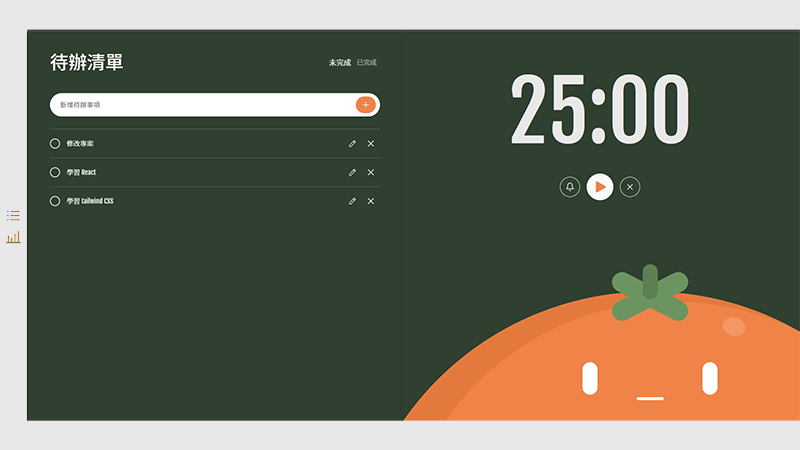 待辦清單
未完成 已完成
新增待辦事項
修改專案
學習 React
學習 tailwind CSS
25:00